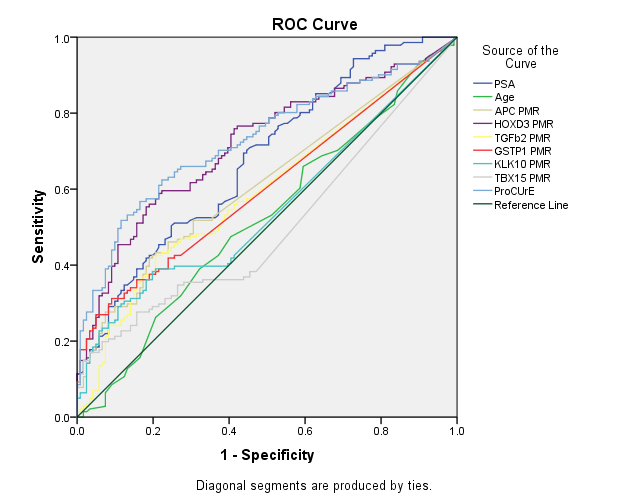 ROC Curve
Sensitivity
1.0
0.8
0.6
0.4
0.2
0.0
0.0 0.2 0.4 0.6 0.8 1.0
1 - Specificity
Source of the
Curve
PSA
Age
APC PMR
HOXD3 PMR
TGFb2 PMR
GSTP1 PMR
KLK10 PMR
TBX15 PMR
ProCUrE
Reference Line
Diagonal segments are produced by ties.